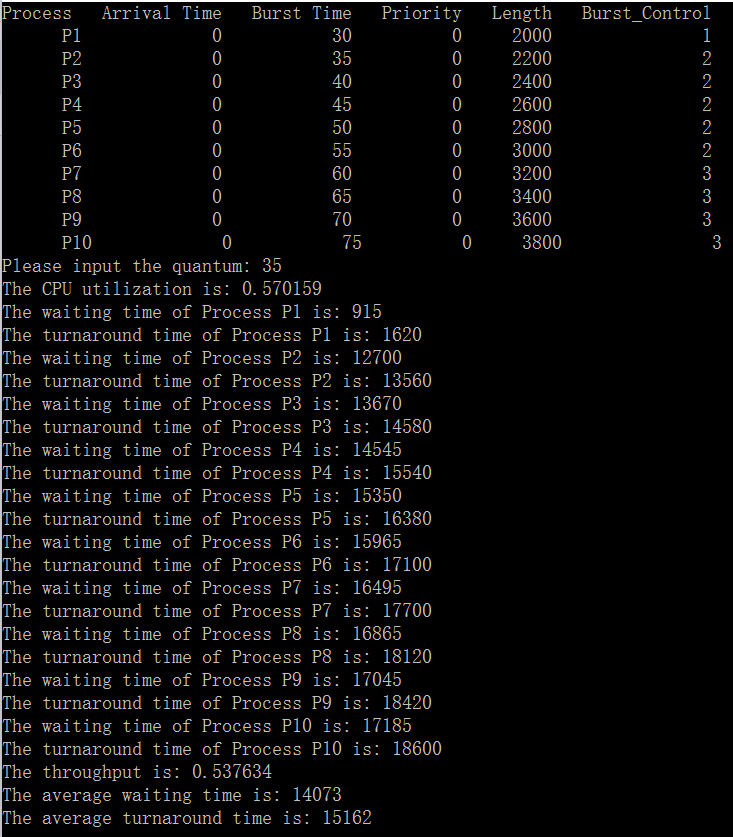 Process   Arrival Time   Burst Time   Priority   Length   Burst_Control
P1   0   30   0   2000   1
P2   0   35   0   2200   2
P3   0   40   0   2400   2
P4   0   45   0   2600   2
P5   0   50   0   2800   2
P6   0   55   0   3000   2
P7   0   60   0   3200   3
P8   0   65   0   3400   3
P9   0   70   0   3600   3
P10   0   75   0   3800   3
Please input the quantum: 35
The CPU utilization is: 0.570159
The waiting time of Process P1 is: 915
The turnaround time of Process P1 is: 1620
The waiting time of Process P2 is: 12700
The turnaround time of Process P2 is: 13560
The waiting time of Process P3 is: 13670
The turnaround time of Process P3 is: 14580
The waiting time of Process P4 is: 14545
The turnaround time of Process P4 is: 15540
The waiting time of Process P5 is: 15350
The turnaround time of Process P5 is: 16380
The waiting time of Process P6 is: 15965
The turnaround time of Process P6 is: 17100
The waiting time of Process P7 is: 16495
The turnaround time of Process P7 is: 17700
The waiting time of Process P8 is: 16865
The turnaround time of Process P8 is: 18120
The waiting time of Process P9 is: 17045
The turnaround time of Process P9 is: 18420
The waiting time of Process P10 is: 17185
The turnaround time of Process P10 is: 18600
The throughput is: 0.537634
The average waiting time is: 14073
The average turnaround time is: 15162